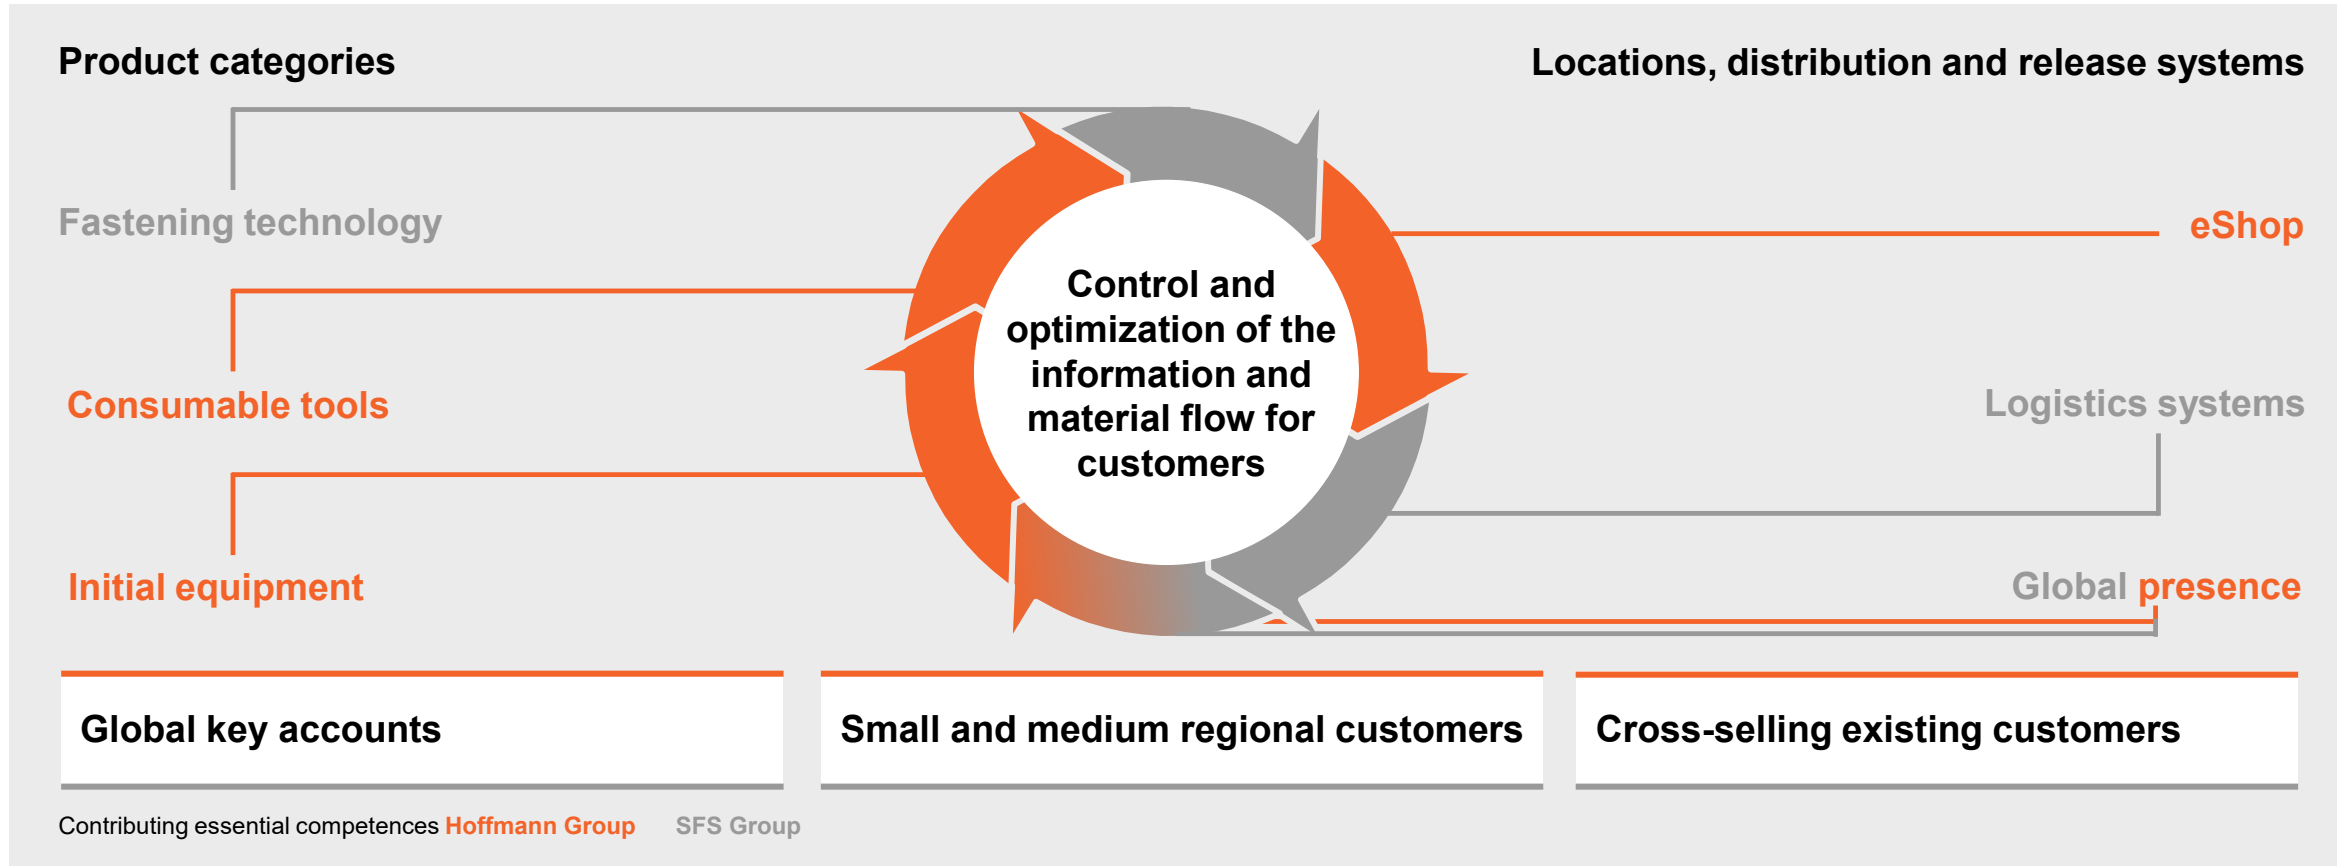 Product categories
Locations, distribution and release systems
Fastening technology
eShop
Control and
optimization of the
information and
material flow for
customers
Consumable tools
Logistics systems
Initial equipment
Global presence
Global key accounts
Small and medium regional customers
Cross-selling existing customers
Contributing essential competences Hoffmann Group SFS Group